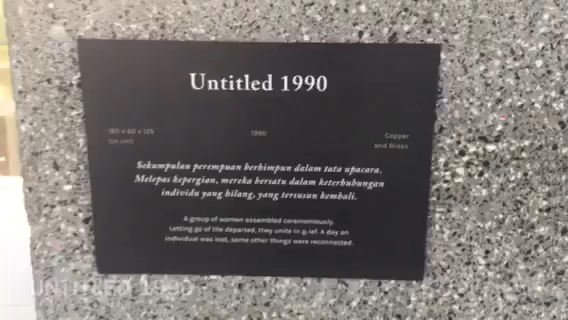 Untitled 1990
185 × 60 × 125
(in cm)
1990
Copper
and Brass
Sekumpulan perempuan berhimpun dalam tata upacara.
Melepas kepergian, mereka bersatu dalam keterhubungan
individu yang hilang, yang tersusun kembali.
A group of women assembled ceremoniously.
Letting go of the departed, they unite in grief. A day an
individual was lost, some other things were reconnected.
UNTITLED 1990